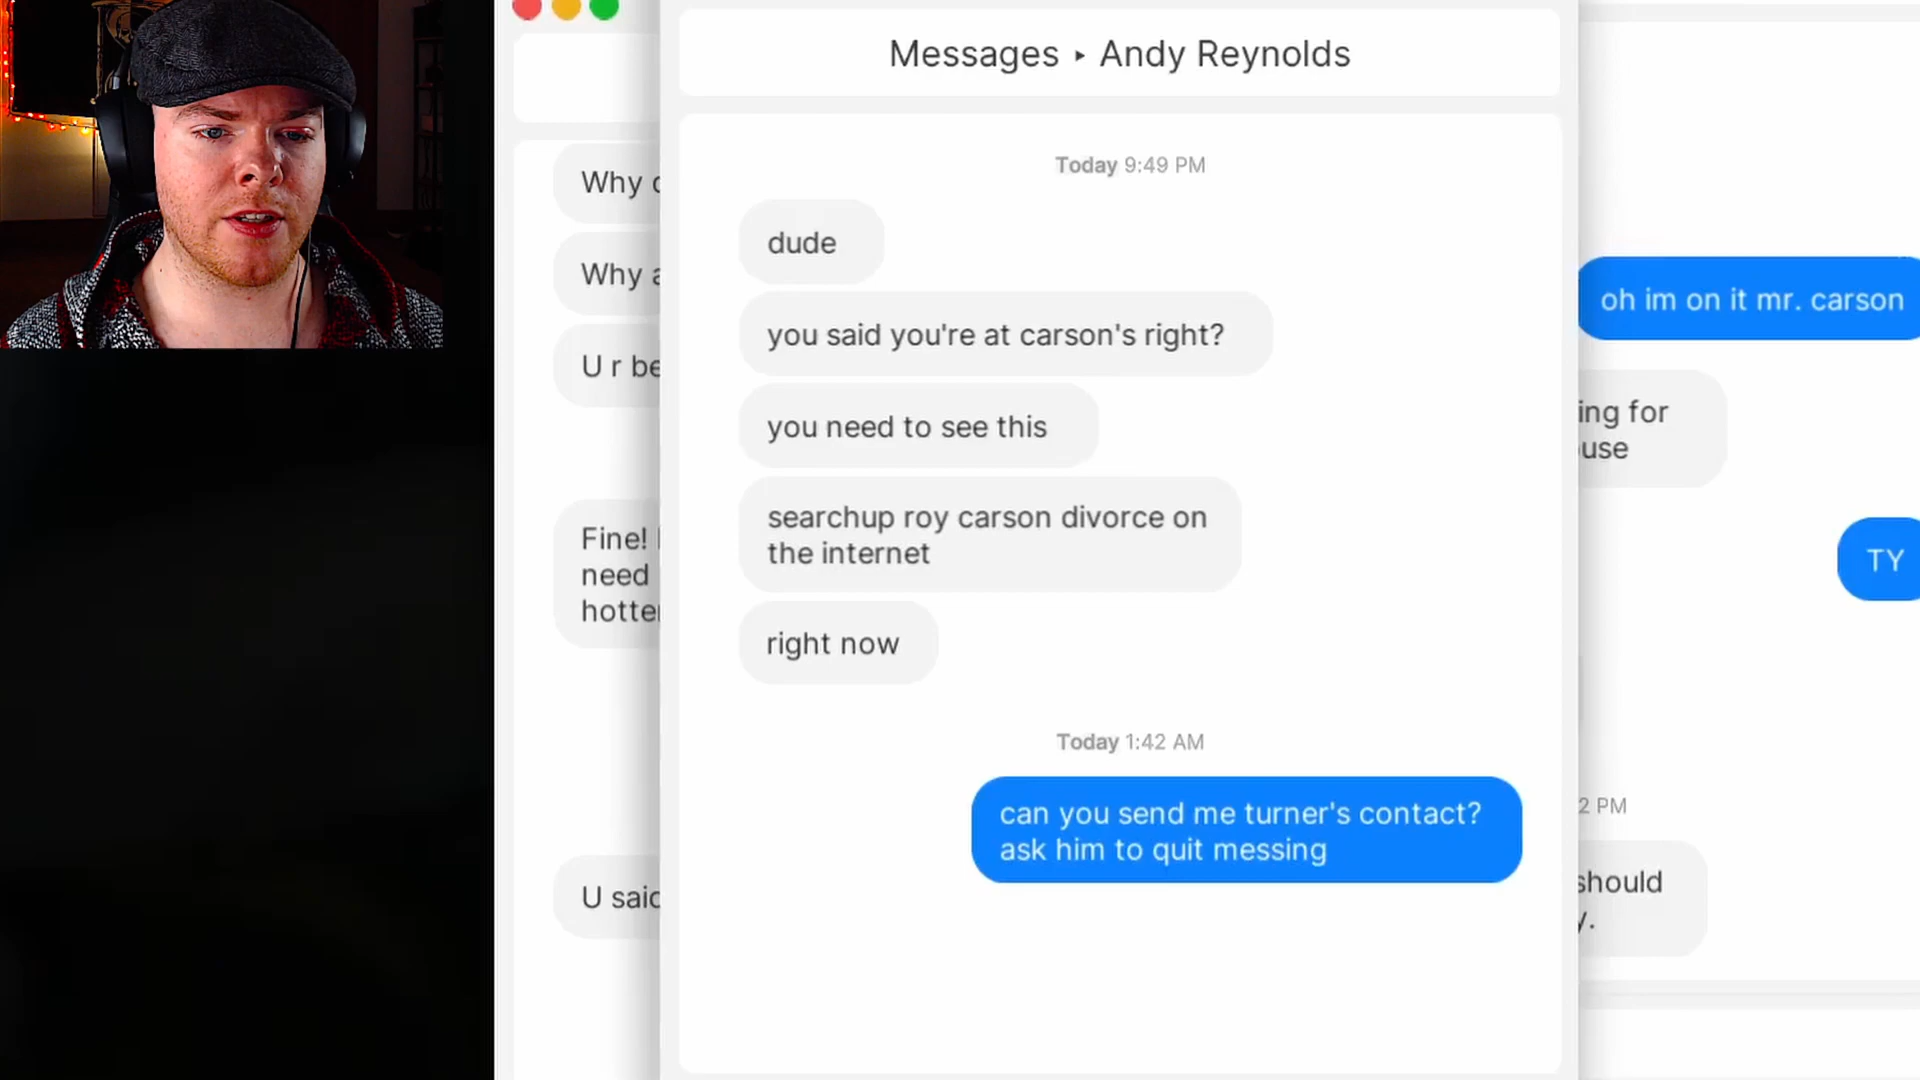 Messages ▸ Andy Reynolds
Today 9:49 PM
dude
you said you're at carson's right?
you need to see this
searchup roy carson divorce on
the internet
right now
Today 1:42 AM
can you send me turner's contact?
ask him to quit messing
Why
Why
U r be
Fine!
need
hotte
U said
oh im on it mr. carson
ing for
use
TY
2 PM
should
y.